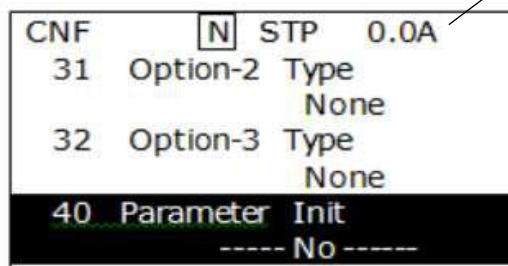 CNF N STP 0.0A
31 Option-2 Type
None
32 Option-3 Type
None
40 Parameter Init
----- No ------